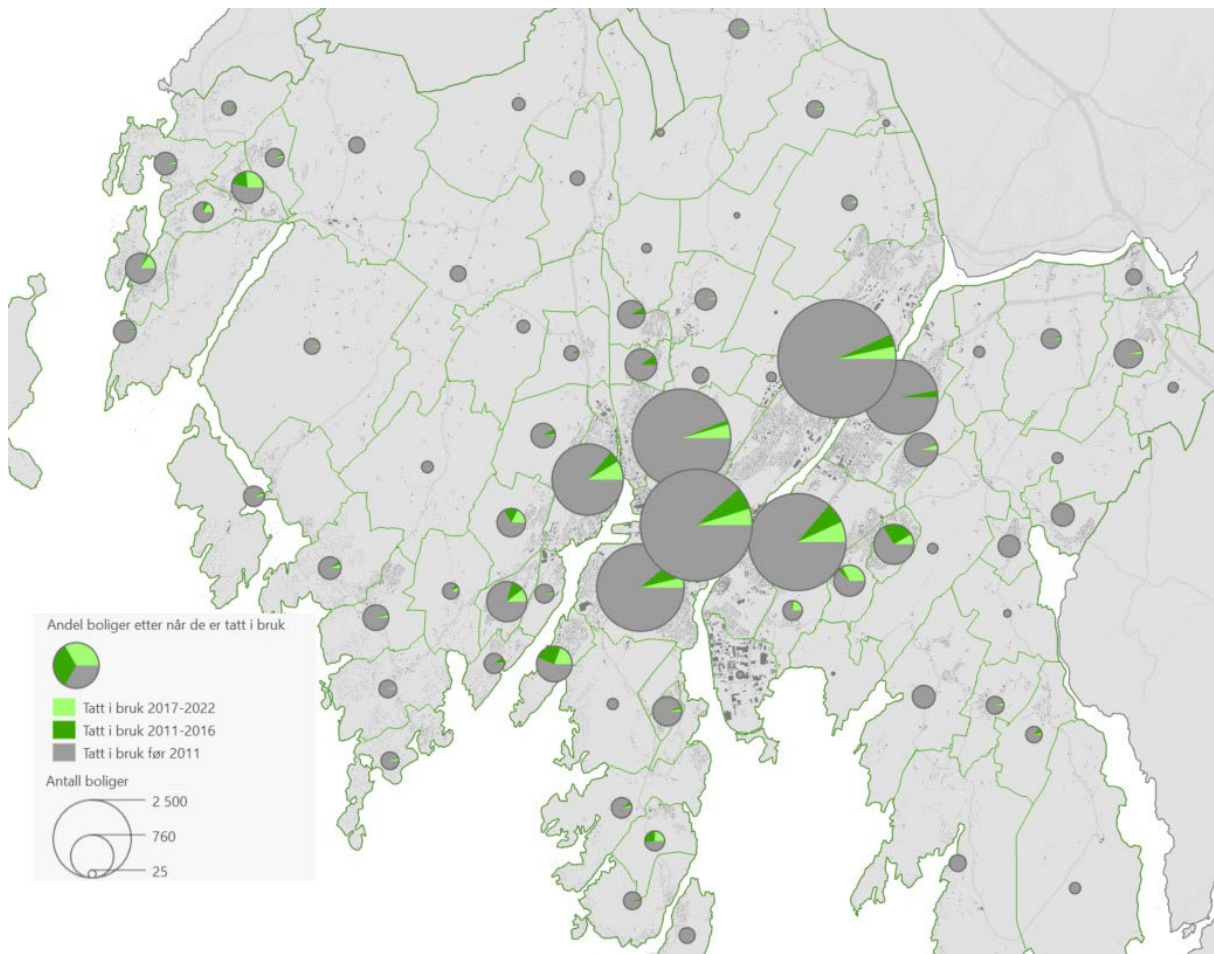 Andel boliger etter når de er tatt i bruk
Tatt i bruk 2017-2022
Tatt i bruk 2011-2016
Tatt i bruk før 2011
Antall boliger
2 500
760
25